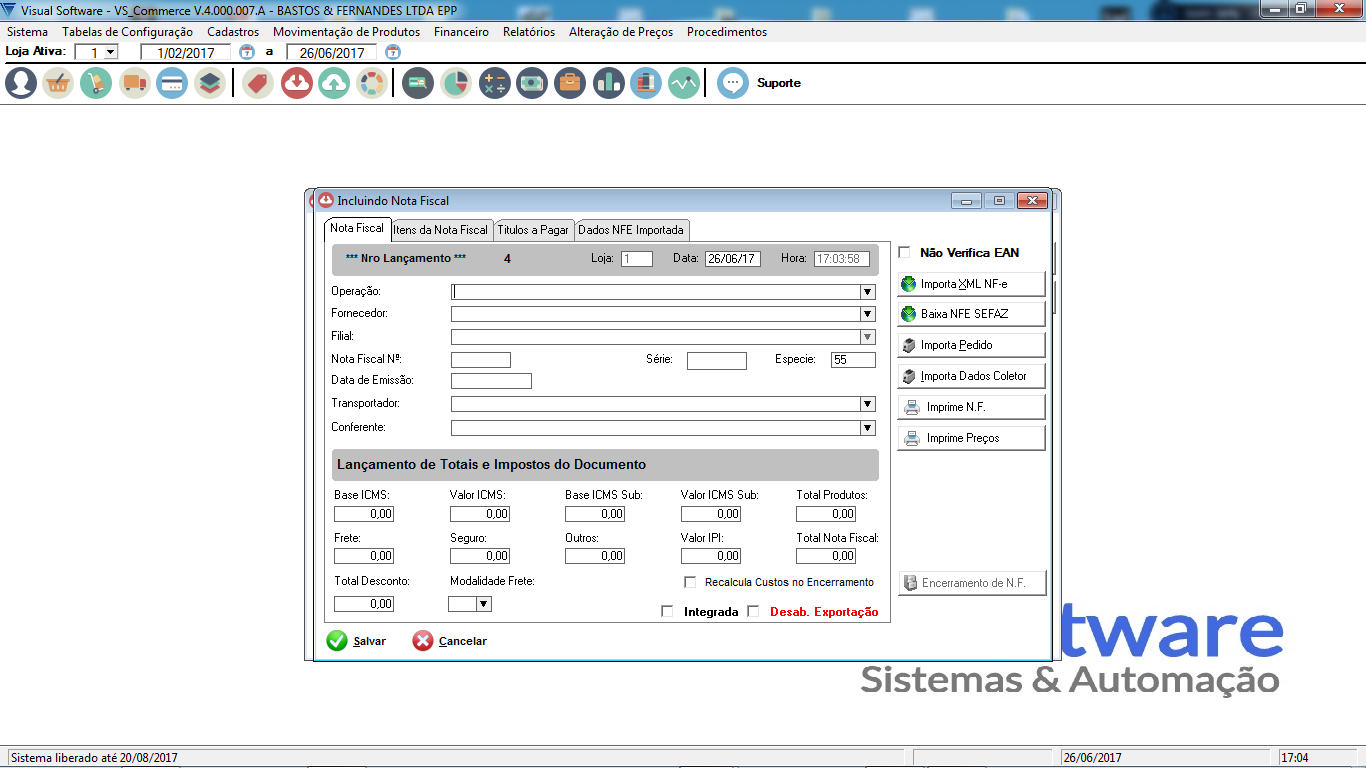 Visual Software - VS_Commerce V.4.000.007.A - BASTOS & FERNANDES LTDA EPP
Sistema Tabelas de Configuração Cadastros Movimentação de Produtos Financeiro Relatórios Alteração de Preços Procedimentos
Loja Ativa: 1 1/02/2017 a 26/06/2017
Suporte
Incluindo Nota Fiscal
Nota Fiscal Itens da Nota Fiscal Titulos a Pagar Dados NFE Importada
*** Nro Lançamento *** 4 Loja: 1 Data: 26/06/17 Hora: 17:03:58
Não Verifica EAN
Operação:
Importa XML NF-e
Fornecedor:
Baixa NFE SEFAZ
Filial:
Importa Pedido
Nota Fiscal Nº: Série: Especie: 55
Data de Emissão:
Importa Dados Coletor
Transportador:
Imprime N.F.
Conferente:
Imprime Preços
Lançamento de Totais e Impostos do Documento
Base ICMS: Valor ICMS: Base ICMS Sub: Valor ICMS Sub: Total Produtos:
0,00 0,00 0,00 0,00 0,00
Frete: Seguro: Outros: Valor IPI: Total Nota Fiscal:
0,00 0,00 0,00 0,00 0,00
Total Desconto: Modalidade Frete: Recalcula Custos no Encerramento
Encerramento de N.F.
0,00
Integrada Desab. Exportação
Salvar Cancelar
tware
Sistemas & Automação
Sistema liberado até 20/08/2017 26/06/2017 17:04